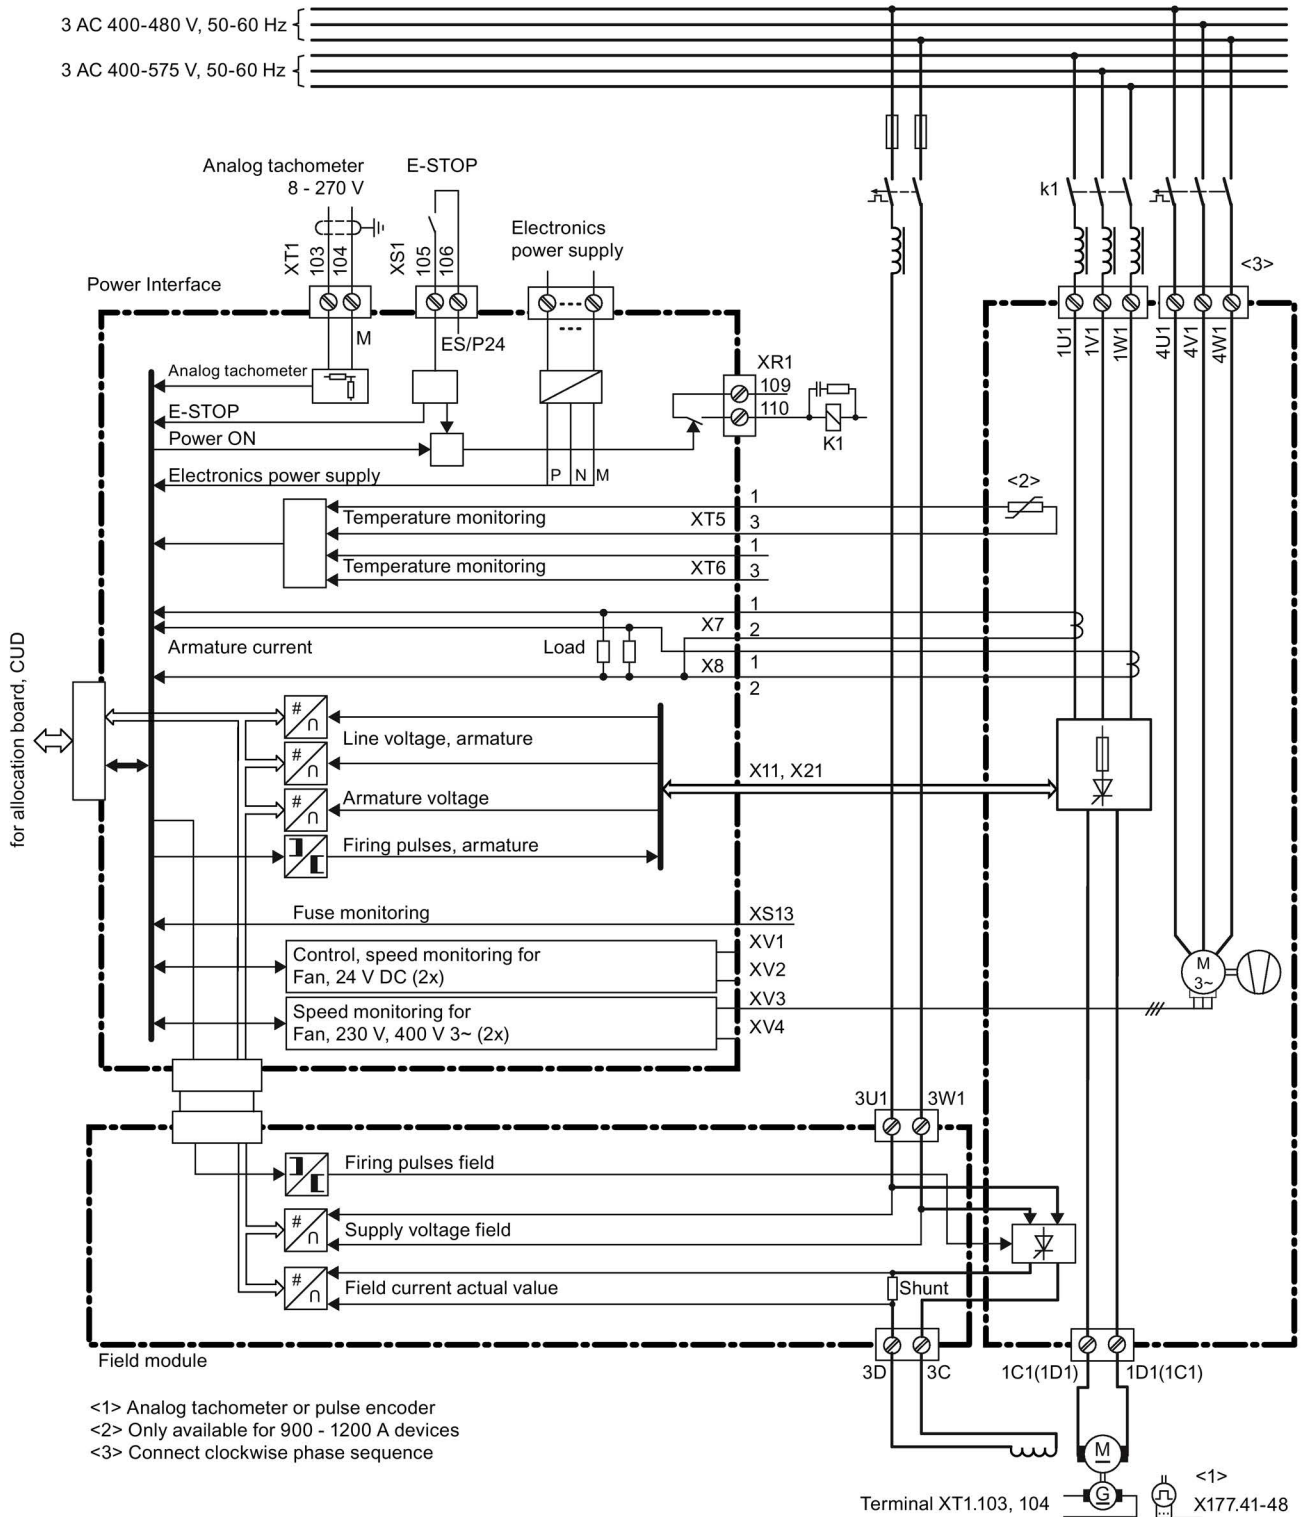 3 AC 400-480 V, 50-60 Hz
3 AC 400-575 V, 50-60 Hz
Analog tachometer
8 - 270 V
E-STOP
k1
Electronics
power supply
XT1
103
104
XS1
105
106
<3>
Power Interface
M
ES/P24
1U1
1V1
1W1
4U1
4V1
4W1
XR1
Analog tachometer
109
E-STOP
110
Power ON
K1
Electronics power supply
P
N
M
<2>
1
Temperature monitoring
XT5
3
1
Temperature monitoring
XT6
3
1
X7
2
Armature current
Load
X8
1
2
for allocation board, CUD
#
Line voltage, armature
#
X11, X21
#
Armature voltage
Firing pulses, armature
Fuse monitoring
XS13
XV1
Control, speed monitoring for
Fan, 24 V DC (2x)
XV2
M
3~
XV3
Speed monitoring for
Fan, 230 V, 400 V 3~ (2x)
XV4
3U1
3W1
Firing pulses field
#
Supply voltage field
#
Field current actual value
Shunt
Field module
3D
3C
1C1(1D1)
1D1(1C1)
<1> Analog tachometer or pulse encoder
<2> Only available for 900 - 1200 A devices
<3> Connect clockwise phase sequence
M
<1>
G
Terminal XT1.103, 104
X177.41-48